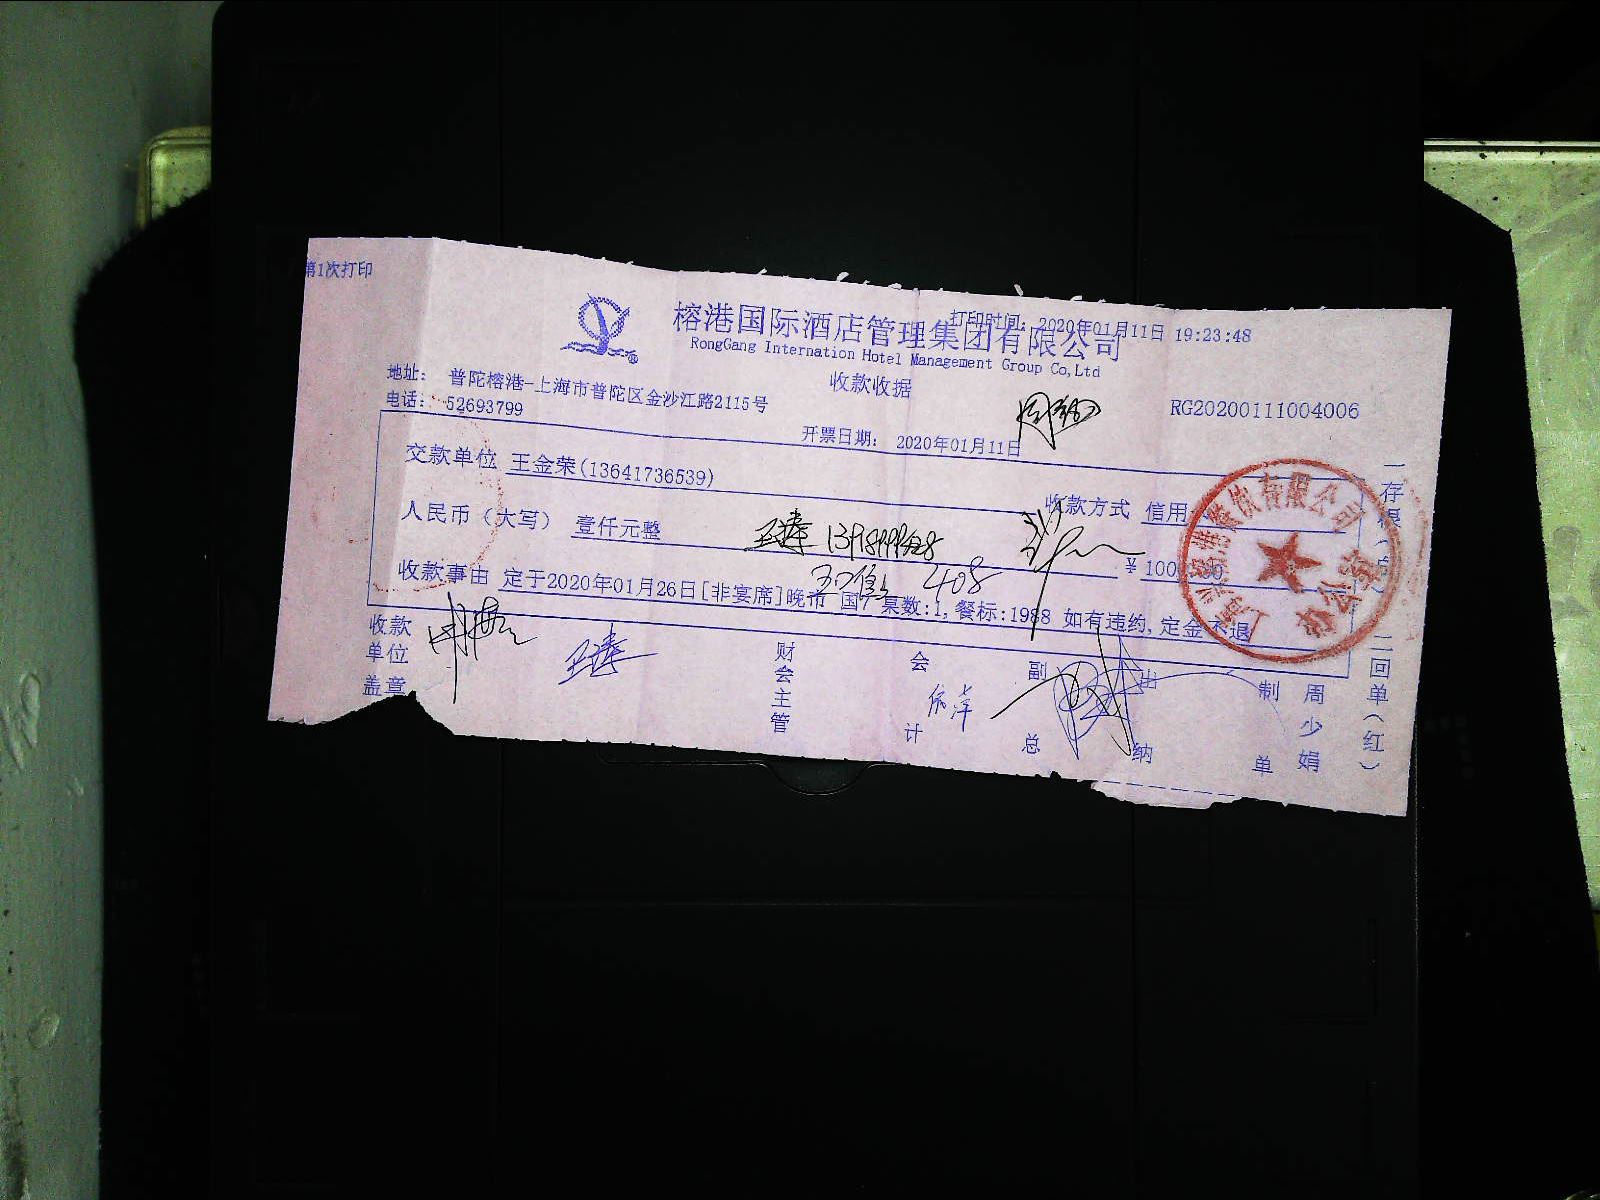 第1次打印
打印时间: 2020年01月11日 19:23:48
榕港国际酒店管理集团有限公司
RongGang Internation Hotel Management Group Co,Ltd
收款收据
地址: 普陀榕港-上海市普陀区金沙江路2115号
电话: 52693799
RG20200111004006
开票日期: 2020年01月11日
交款单位 王金荣(13641736539)
收款方式 信用
人民币（大写） 壹仟元整
¥ 100
收款事由 定于2020年01月26日[非宴席]晚市 桌数:1,餐标:1988 如有违约,定金不退
408
收款单位盖章
财会主管
会计
副总
出纳
制单
周少娟
一存根
二回单(红)
有限公司
办公室